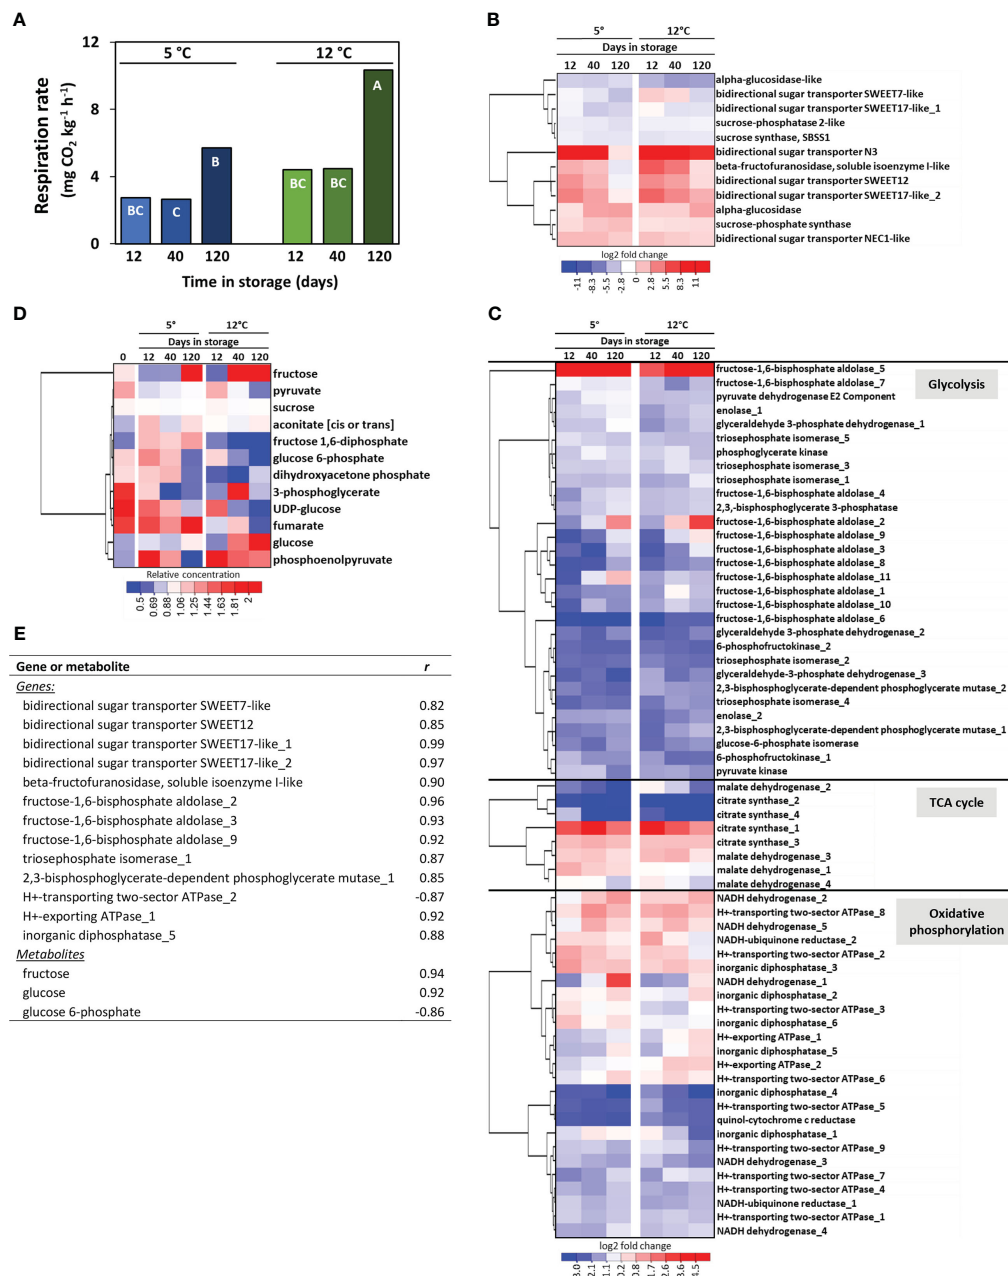 A
12
8
4
0
Respiration rate
(mg CO2 kg-1 h-1)
5 °C
12 °C
BC
C
B
BC
BC
A
12 40 120 12 40 120
Time in storage (days)
B
5° 12°C
Days in storage
12 40 120 12 40 120
alpha-glucosidase-like
bidirectional sugar transporter SWEET7-like
bidirectional sugar transporter SWEET17-like_1
sucrose-phosphatase 2-like
sucrose synthase, SBSS1
bidirectional sugar transporter N3
beta-fructofuranosidase, soluble isoenzyme I-like
bidirectional sugar transporter SWEET12
bidirectional sugar transporter SWEET17-like_2
alpha-glucosidase
sucrose-phosphate synthase
bidirectional sugar transporter NEC1-like
log2 fold change
-11 -8.3 -5.5 -2.8 0 2.8 5.5 8.3 11
D
5° 12°C
Days in storage
0 12 40 120 12 40 120
fructose
pyruvate
sucrose
aconitate [cis or trans]
fructose 1,6-diphosphate
glucose 6-phosphate
dihydroxyacetone phosphate
3-phosphoglycerate
UDP-glucose
fumarate
glucose
phosphoenolpyruvate
Relative concentration
0.5 0.69 0.88 1.06 1.25 1.44 1.63 1.81 2
E
Gene or metabolite r
Genes:
bidirectional sugar transporter SWEET7-like 0.82
bidirectional sugar transporter SWEET12 0.85
bidirectional sugar transporter SWEET17-like_1 0.99
bidirectional sugar transporter SWEET17-like_2 0.97
beta-fructofuranosidase, soluble isoenzyme I-like 0.90
fructose-1,6-bisphosphate aldolase_2 0.96
fructose-1,6-bisphosphate aldolase_3 0.93
fructose-1,6-bisphosphate aldolase_9 0.92
triosephosphate isomerase_1 0.87
2,3-bisphosphoglycerate-dependent phosphoglycerate mutase_1 0.85
H+-transporting two-sector ATPase_2 -0.87
H+-exporting ATPase_1 0.92
inorganic diphosphatase_5 0.88
Metabolites
fructose 0.94
glucose 0.92
glucose 6-phosphate -0.86
C
5° 12°C
Days in storage
12 40 120 12 40 120
Glycolysis
fructose-1,6-bisphosphate aldolase_5
fructose-1,6-bisphosphate aldolase_7
pyruvate dehydrogenase E2 Component
enolase_1
glyceraldehyde 3-phosphate dehydrogenase_1
triosephosphate isomerase_5
phosphoglycerate kinase
triosephosphate isomerase_3
triosephosphate isomerase_1
fructose-1,6-bisphosphate aldolase_4
2,3,-bisphosphoglycerate 3-phosphatase
fructose-1,6-bisphosphate aldolase_2
fructose-1,6-bisphosphate aldolase_9
fructose-1,6-bisphosphate aldolase_3
fructose-1,6-bisphosphate aldolase_8
fructose-1,6-bisphosphate aldolase_11
fructose-1,6-bisphosphate aldolase_1
fructose-1,6-bisphosphate aldolase_10
fructose-1,6-bisphosphate aldolase_6
glyceraldehyde 3-phosphate dehydrogenase_2
6-phosphofructokinase_2
triosephosphate isomerase_2
glyceraldehyde-3-phosphate dehydrogenase_3
2,3-bisphosphoglycerate-dependent phosphoglycerate mutase_2
triosephosphate isomerase_4
enolase_2
2,3-bisphosphoglycerate-dependent phosphoglycerate mutase_1
glucose-6-phosphate isomerase
6-phosphofructokinase_1
pyruvate kinase
TCA cycle
malate dehydrogenase_2
citrate synthase_2
citrate synthase_4
citrate synthase_1
citrate synthase_3
malate dehydrogenase_3
malate dehydrogenase_1
malate dehydrogenase_4
Oxidative
phosphorylation
NADH dehydrogenase_2
H+-transporting two-sector ATPase_8
NADH dehydrogenase_5
NADH-ubiquinone reductase_2
H+-transporting two-sector ATPase_2
inorganic diphosphatase_3
NADH dehydrogenase_1
inorganic diphosphatase_2
H+-transporting two-sector ATPase_3
inorganic diphosphatase_6
H+-exporting ATPase_1
inorganic diphosphatase_5
H+-exporting ATPase_2
H+-transporting two-sector ATPase_6
inorganic diphosphatase_4
H+-transporting two-sector ATPase_5
quinol-cytochrome c reductase
inorganic diphosphatase_1
H+-transporting two-sector ATPase_9
NADH dehydrogenase_3
H+-transporting two-sector ATPase_7
H+-transporting two-sector ATPase_4
NADH-ubiquinone reductase_1
H+-transporting two-sector ATPase_1
NADH dehydrogenase_4
log2 fold change
3.0 2.1 1.1 0.2 0.8 1.7 2.6 3.6 4.5